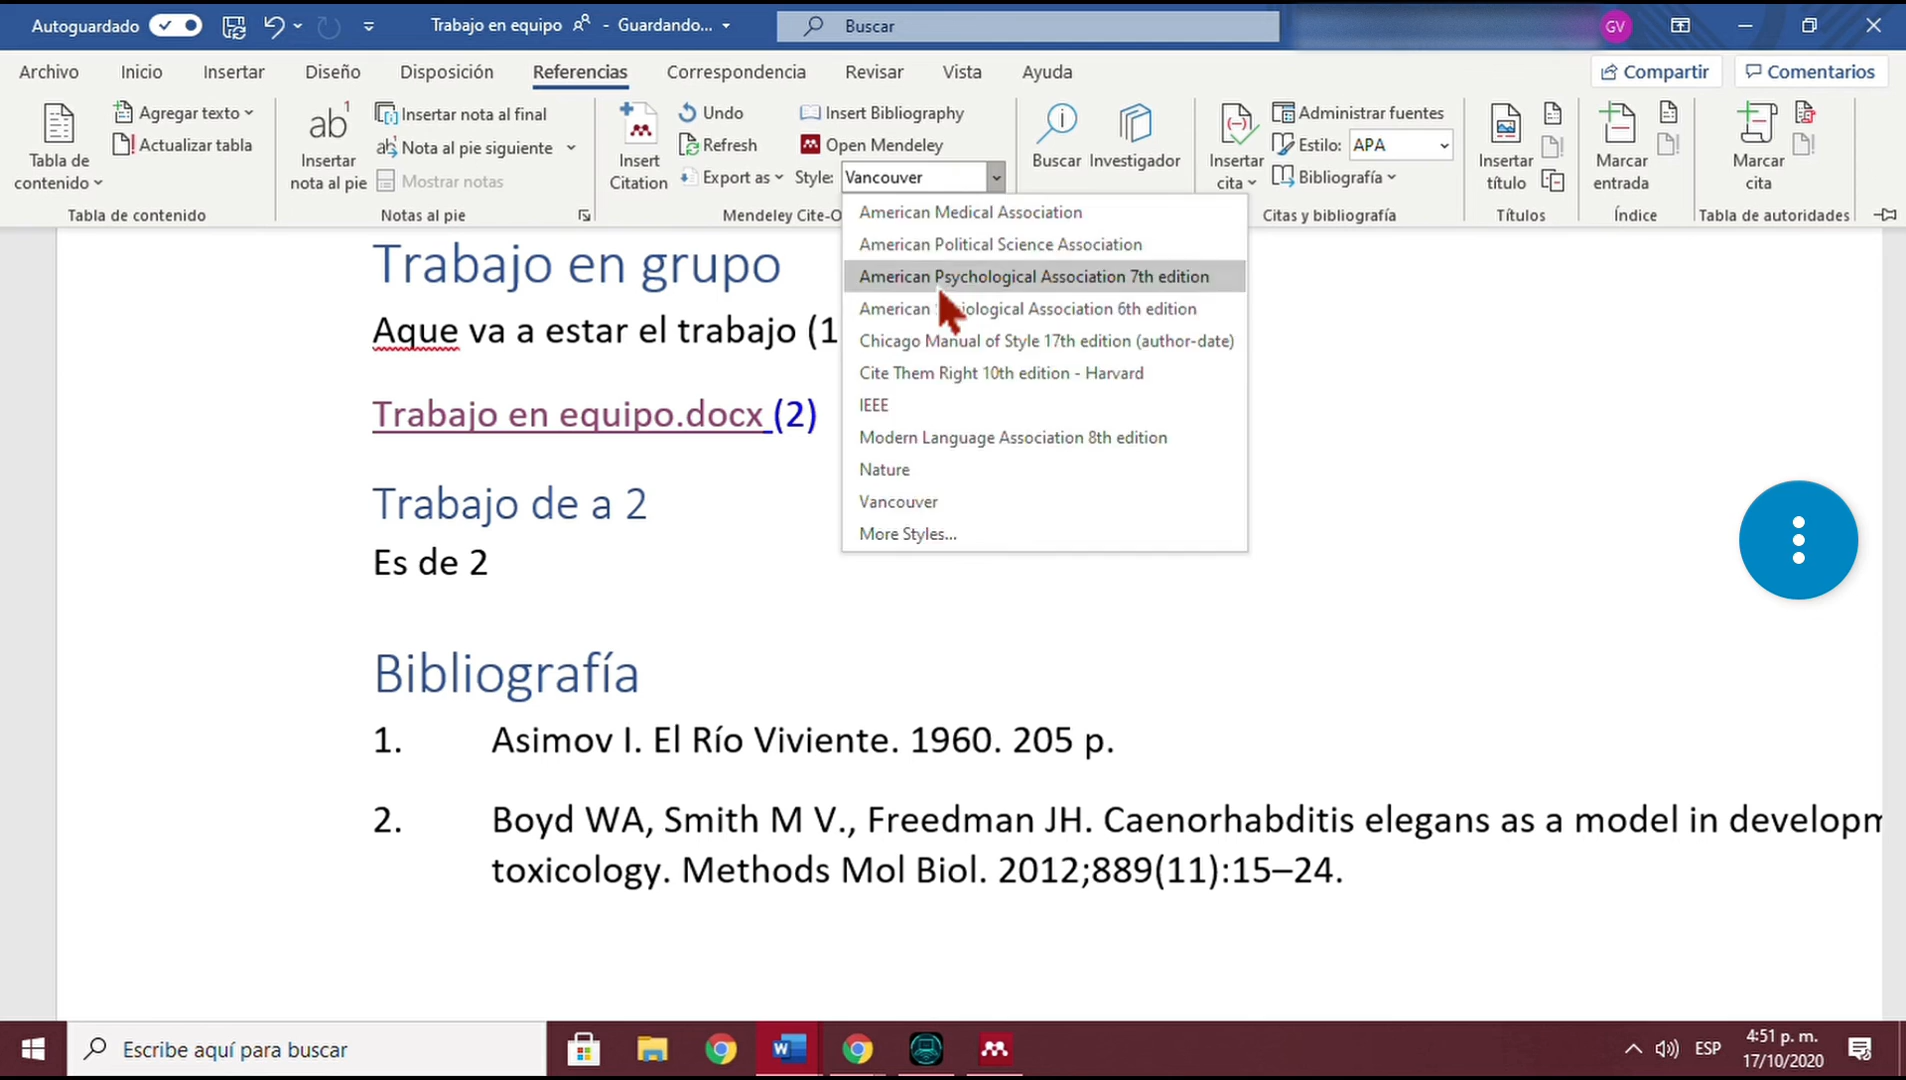 Autoguardado
Trabajo en equipo - Guardando...
Buscar
GV
Archivo Inicio Insertar Diseño Disposición Referencias Correspondencia Revisar Vista Ayuda
Compartir Comentarios
Tabla de contenido
Agregar texto
Actualizar tabla
Tabla de contenido
ab1
Insertar nota al pie
Insertar nota al final
Nota al pie siguiente
Mostrar notas
Notas al pie
Insert Citation
Undo
Refresh
Export as
Insert Bibliography
Open Mendeley
Style: Vancouver
Mendeley Cite-O
Buscar
Investigador
Insertar cita
Administrar fuentes
Estilo: APA
Bibliografía
Citas y bibliografía
Insertar título
Títulos
Marcar entrada
Índice
Marcar cita
Tabla de autoridades
American Medical Association
American Political Science Association
American Psychological Association 7th edition
American iological Association 6th edition
Chicago Manual of Style 17th edition (author-date)
Cite Them Right 10th edition - Harvard
IEEE
Modern Language Association 8th edition
Nature
Vancouver
More Styles...
Trabajo en grupo
Aque va a estar el trabajo (1
Trabajo en equipo.docx (2)
Trabajo de a 2
Es de 2
Bibliografía
1. Asimov I. El Río Viviente. 1960. 205 p.
2. Boyd WA, Smith M V., Freedman JH. Caenorhabditis elegans as a model in developm
toxicology. Methods Mol Biol. 2012;889(11):15–24.
Escribe aquí para buscar
W
ESP
4:51 p. m.
17/10/2020